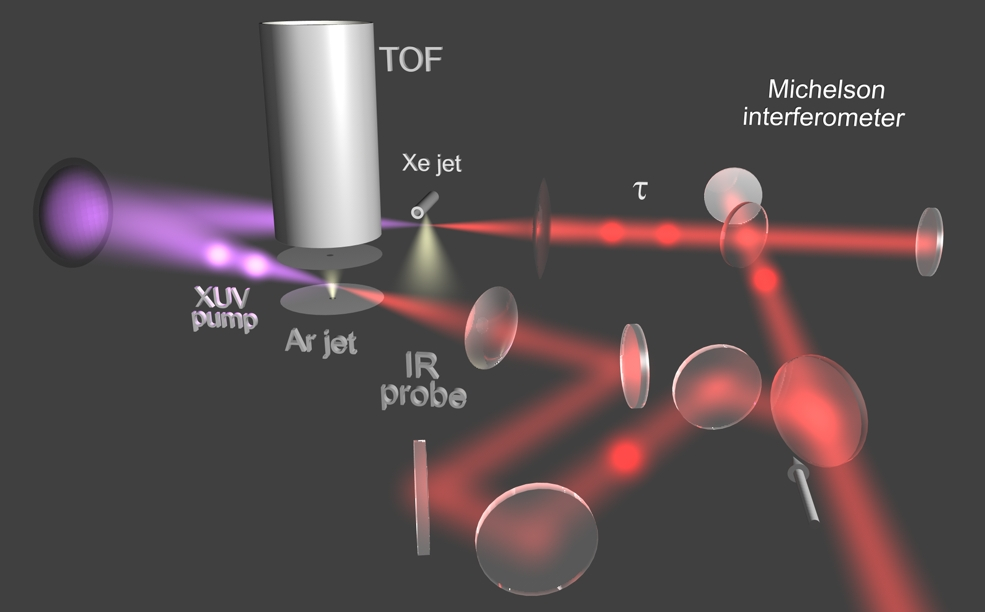 TOF
Michelson
interferometer
Xe jet
τ
XUV
pump
Ar jet
IR
probe